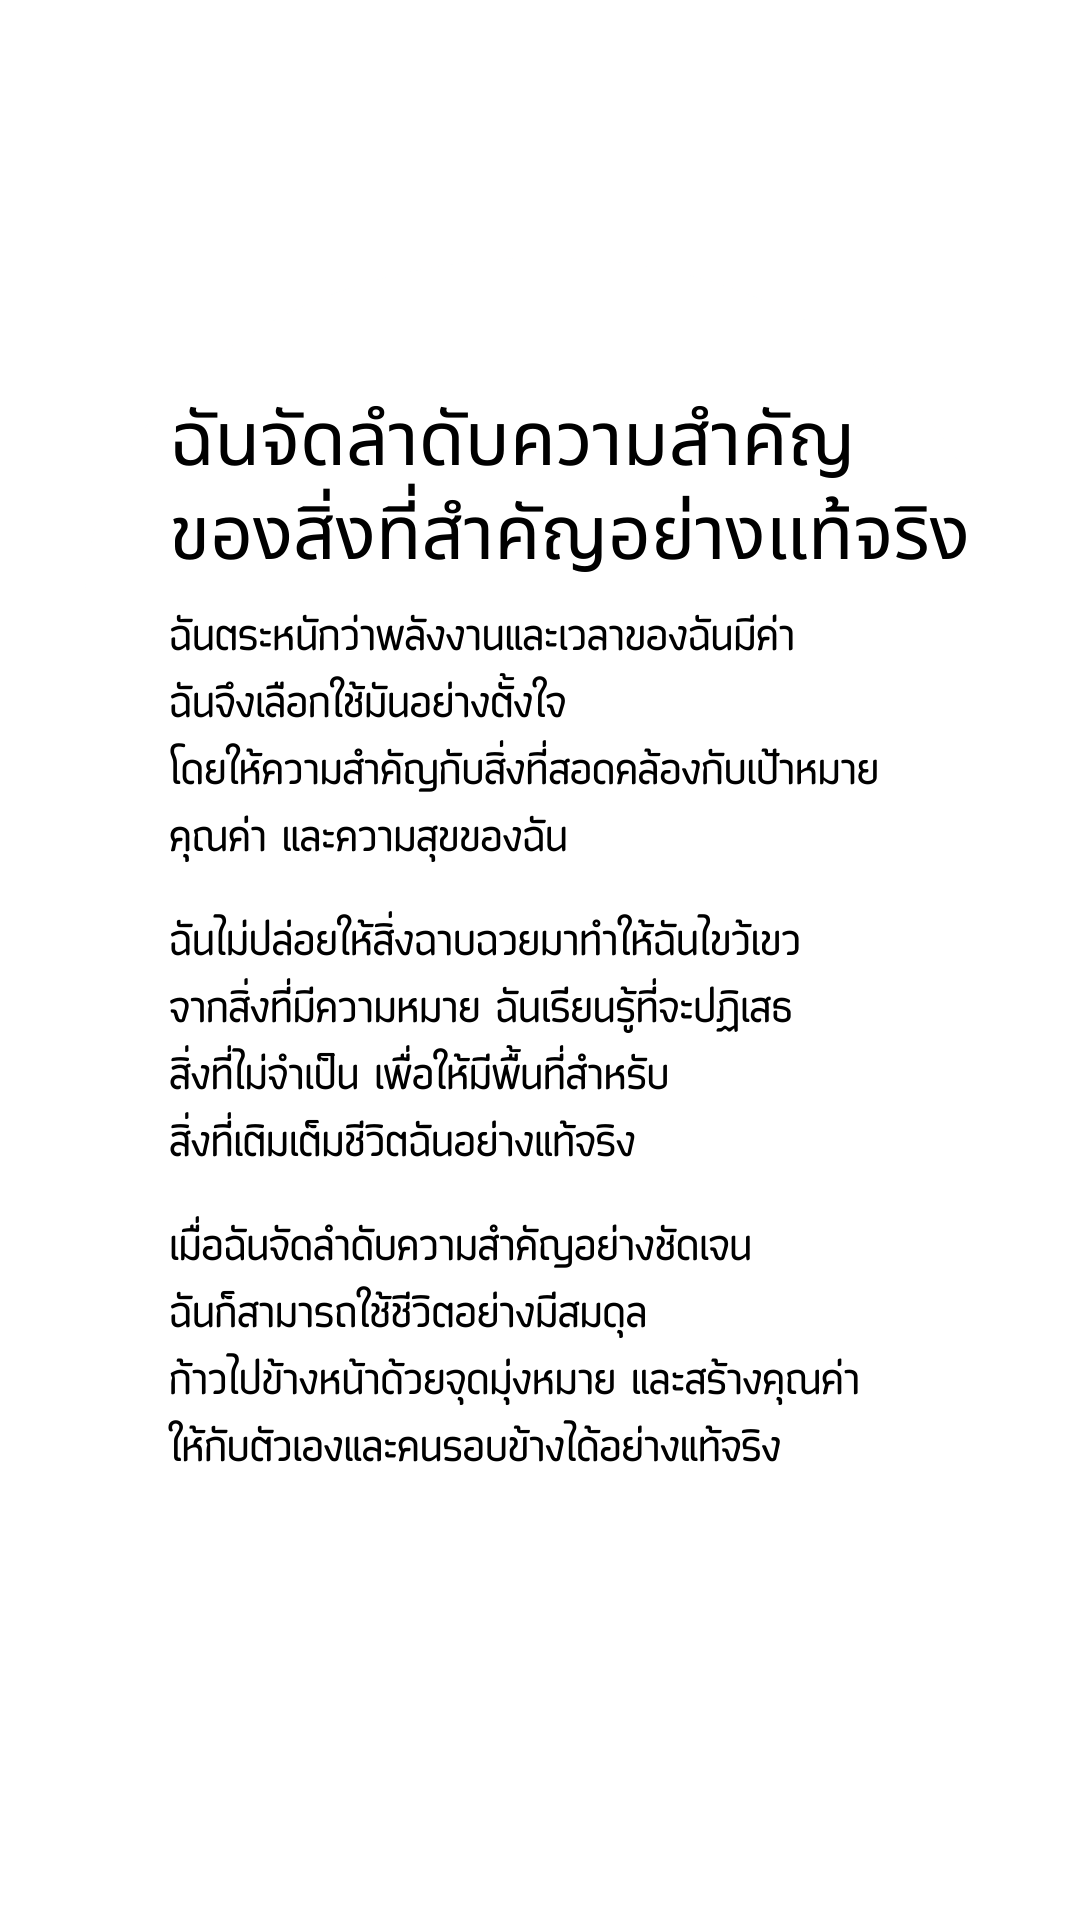 ฉันจัดลำดับความสำคัญ
ของสิ่งที่สำคัญอย่างแท้จริง
ฉันตระหนักว่าพลังงานและเวลาของฉันมีค่า
ฉันจึงเลือกใช้มันอย่างตั้งใจ
โดยให้ความสำคัญกับสิ่งที่สอดคล้องกับเป้าหมาย
คุณค่า และความสุขของฉัน
ฉันไม่ปล่อยให้สิ่งฉาบฉวยมาทำให้ฉันไขว้เขว
จากสิ่งที่มีความหมาย ฉันเรียนรู้ที่จะปฏิเสธ
สิ่งที่ไม่จำเป็น เพื่อให้มีพื้นที่สำหรับ
สิ่งที่เติมเต็มชีวิตฉันอย่างแท้จริง
เมื่อฉันจัดลำดับความสำคัญอย่างชัดเจน
ฉันก็สามารถใช้ชีวิตอย่างมีสมดุล
ก้าวไปข้างหน้าด้วยจุดมุ่งหมาย และสร้างคุณค่า
ให้กับตัวเองและคนรอบข้างได้อย่างแท้จริง